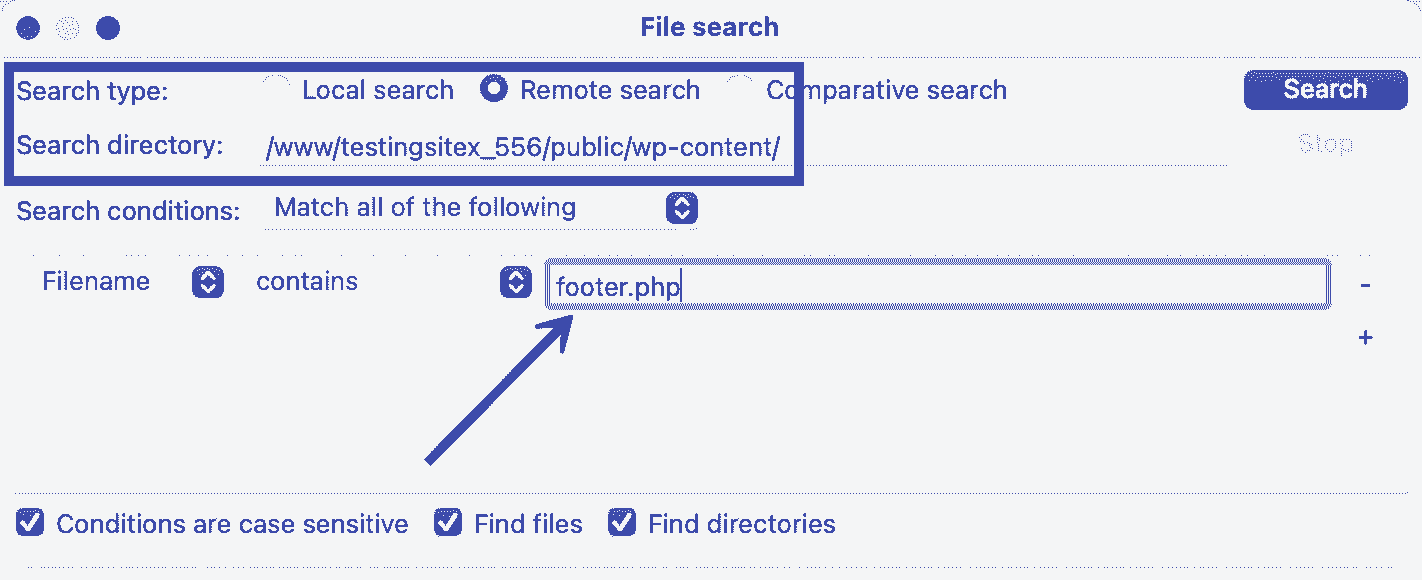 File search
Search type: Local search Remote search Comparative search Search
Search directory: /www/testingsitex_556/public/wp-content/ Stop
Search conditions: Match all of the following
Filename contains footer.php -
+
Conditions are case sensitive Find files Find directories